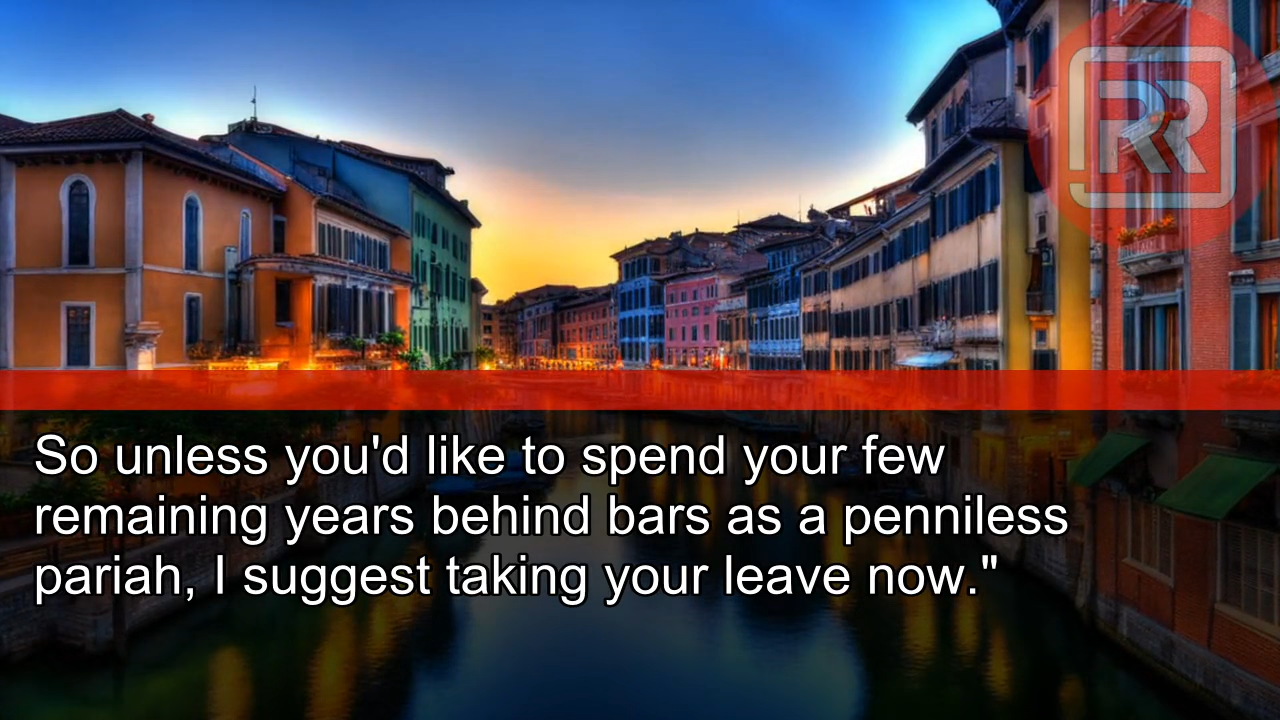 RR
So unless you'd like to spend your few
remaining years behind bars as a penniless
pariah, I suggest taking your leave now."